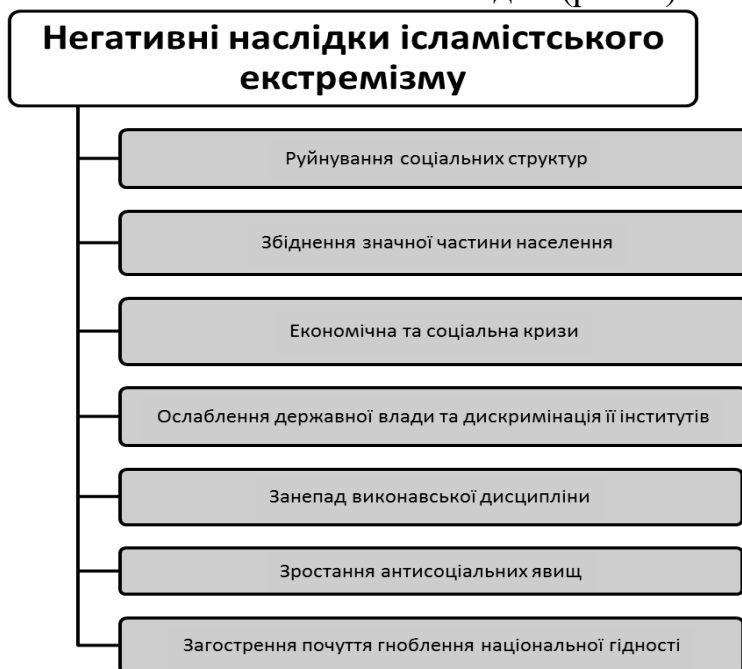 Негативні наслідки ісламістського
екстремізму
Руйнування соціальних структур
Збіднення значної частини населення
Економічна та соціальна кризи
Ослаблення державної влади та дискримінація її інститутів
Занепад виконавської дисципліни
Зростання антисоціальних явищ
Загострення почуття гноблення національної гідності